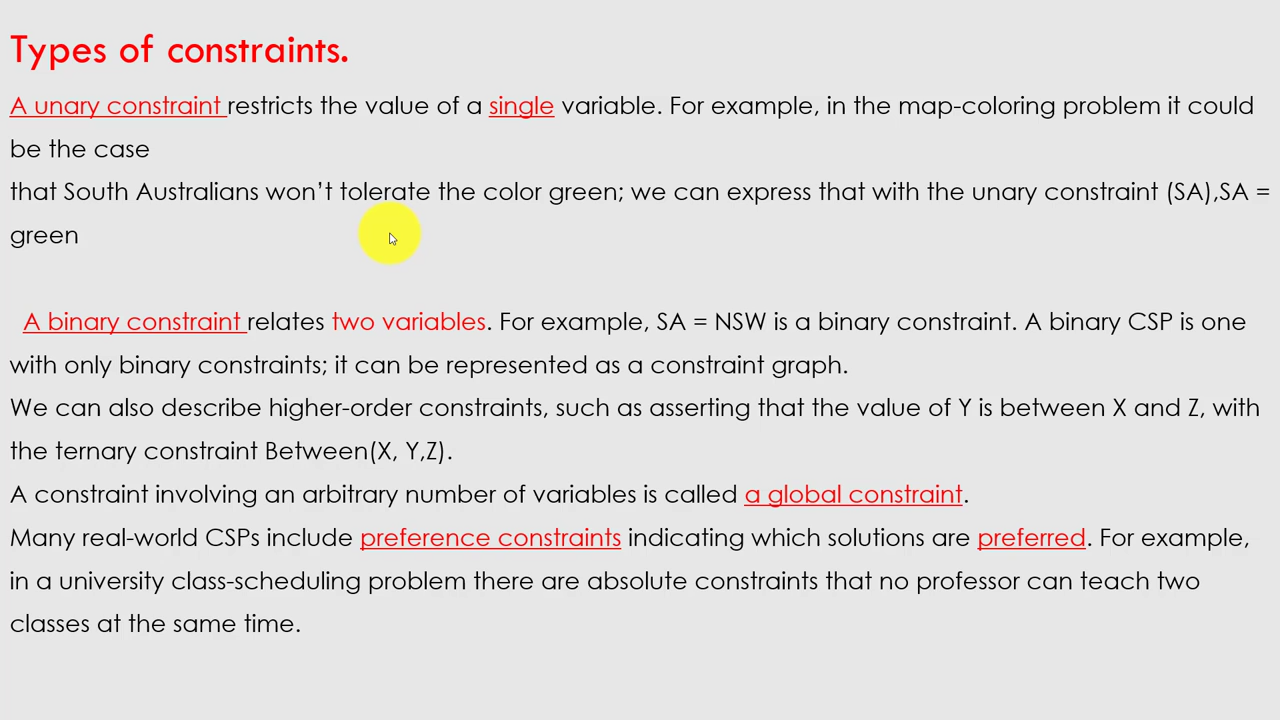 Types of constraints.
A unary constraint restricts the value of a single variable. For example, in the map-coloring problem it could
be the case
that South Australians won't tolerate the color green; we can express that with the unary constraint (SA),SA =
green
A binary constraint relates two variables. For example, SA = NSW is a binary constraint. A binary CSP is one
with only binary constraints; it can be represented as a constraint graph.
We can also describe higher-order constraints, such as asserting that the value of Y is between X and Z, with
the ternary constraint Between(X, Y,Z).
A constraint involving an arbitrary number of variables is called a global constraint.
Many real-world CSPs include preference constraints indicating which solutions are preferred. For example,
in a university class-scheduling problem there are absolute constraints that no professor can teach two
classes at the same time.